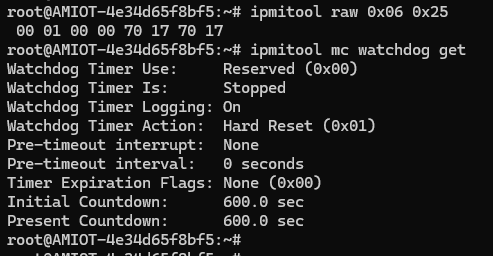 root@AMIOT-4e34d65f8bf5:~# ipmitool raw 0x06 0x25
 00 01 00 00 70 17 70 17
root@AMIOT-4e34d65f8bf5:~# ipmitool mc watchdog get
Watchdog Timer Use:     Reserved (0x00)
Watchdog Timer Is:      Stopped
Watchdog Timer Logging: On
Watchdog Timer Action:  Hard Reset (0x01)
Pre-timeout interrupt:  None
Pre-timeout interval:   0 seconds
Timer Expiration Flags: None (0x00)
Initial Countdown:      600.0 sec
Present Countdown:      600.0 sec
root@AMIOT-4e34d65f8bf5:~#